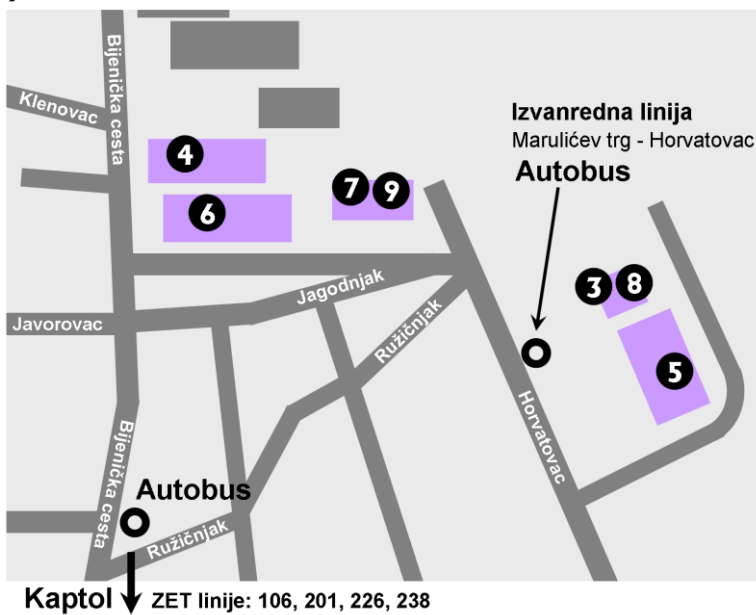 Bijenička cesta
Klenovac
4
6
7 9
Izvanredna linija
Marulićev trg - Horvatovac
Autobus
3 8
5
Jagodnjak
Javorovac
Ružičnjak
Horvatovac
Bijenička cesta
Autobus
Ružičnjak
Kaptol ZET linije: 106, 201, 226, 238